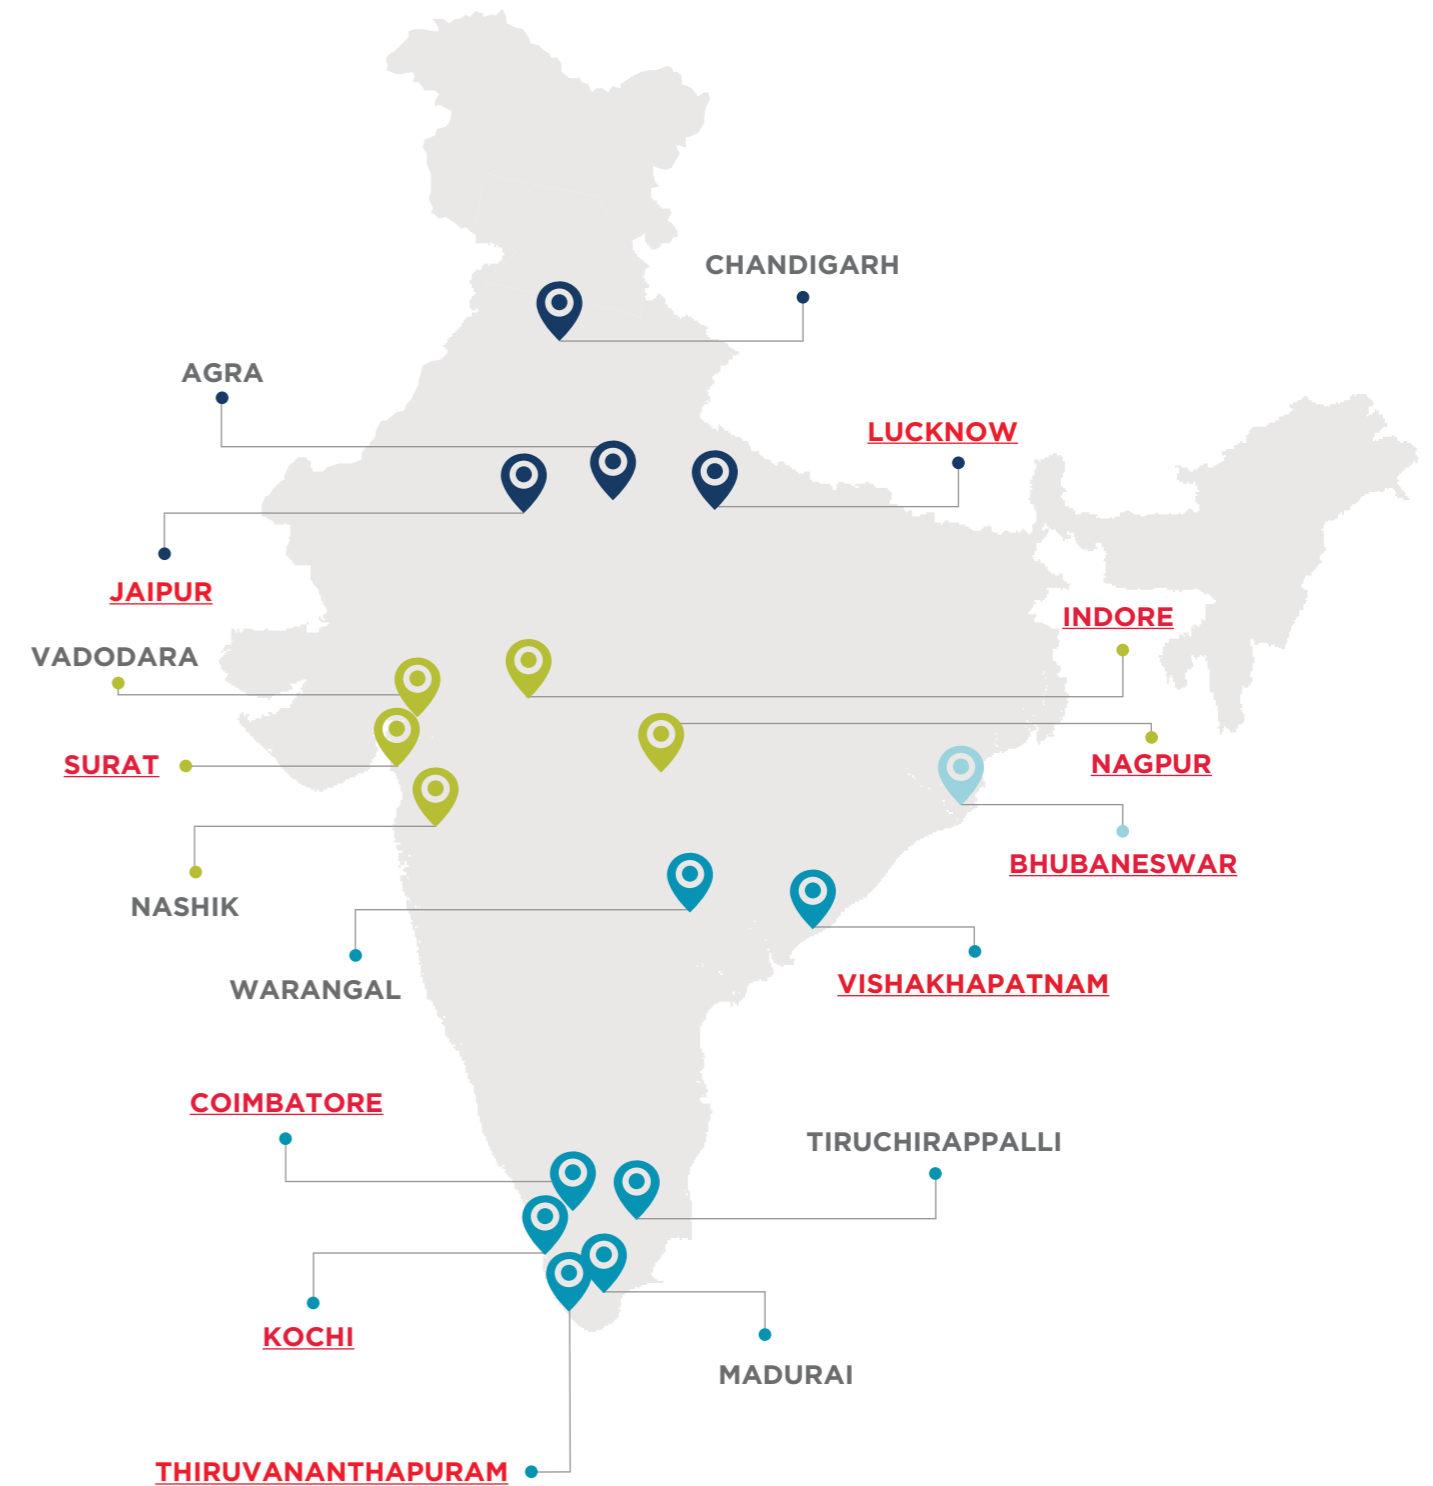 CHANDIGARH
AGRA
LUCKNOW
JAIPUR
INDORE
VADODARA
SURAT
NAGPUR
BHUBANESWAR
NASHIK
WARANGAL
VISHAKHAPATNAM
COIMBATORE
TIRUCHIRAPPALLI
KOCHI
MADURAI
THIRUVANANTHAPURAM